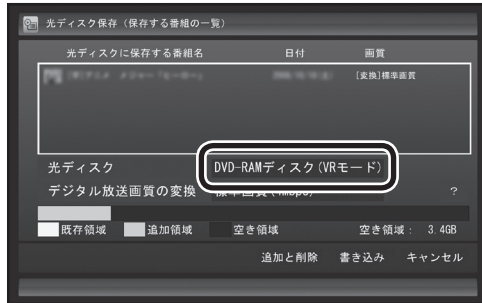 光ディスク保存（保存する番組の一覧）
光ディスクに保存する番組名 日付 画質
[変換]標準画質
光ディスク DVD-RAMディスク(VRモード)
デジタル放送画質の変換
?
既存領域 追加領域 空き領域 空き領域： 3.4GB
追加と削除 書き込み キャンセル